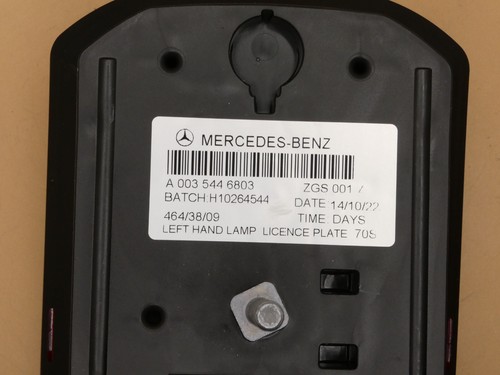 MERCEDES-BENZ
A 003 544 6803 ZGS 001 /
BATCH:H10264544 DATE 14/10/22
464/38/09 TIME DAYS
LEFT HAND LAMP LICENCE PLATE 70S